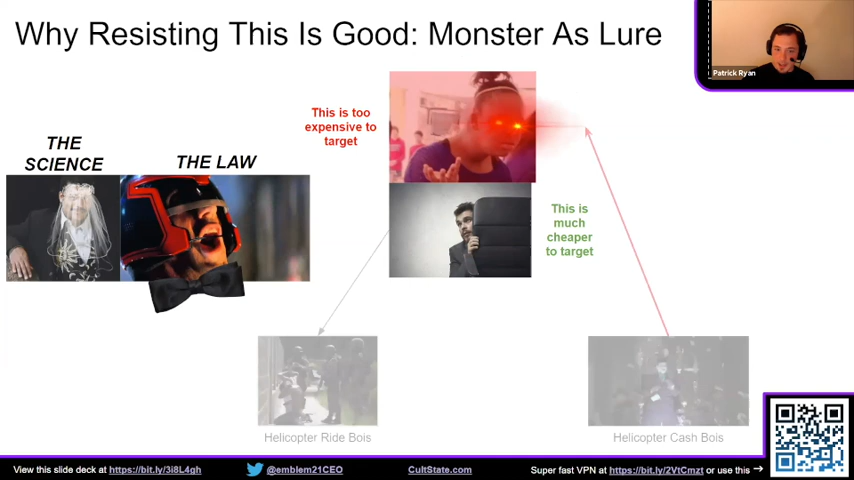 Why Resisting This Is Good: Monster As Lure
Patrick Ryan
This is too
expensive to
target
THE
SCIENCE
THE LAW
This is
much
cheaper
to target
Helicopter Ride Bois
Helicopter Cash Bois
View this slide deck at https://bit.ly/3i8L4gh
@emblem21CEO
CultState.com
Super fast VPN at https://bit.ly/2VtCmzt or use this